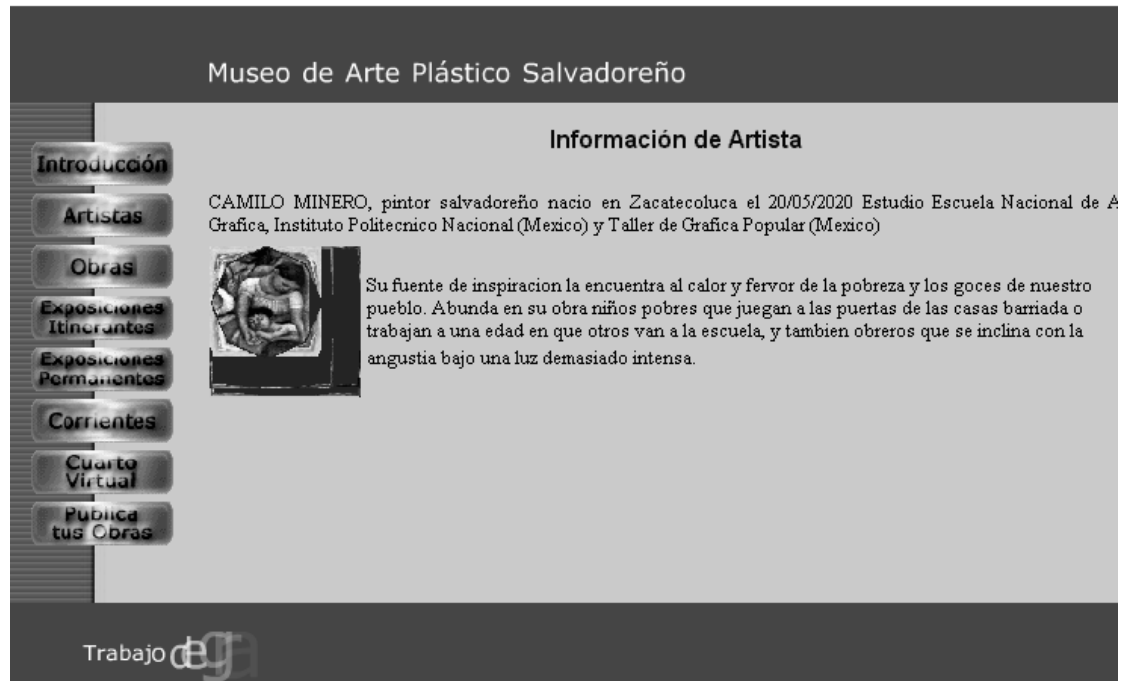 Museo de Arte Plástico Salvadoreño
Información de Artista
Introducción
Artistas
Obras
Exposiciones
Itinerantes
Exposiciones
Permanentes
Corrientes
Cuarto
Virtual
Publica
tus Obras
CAMILO MINERO, pintor salvadoreño nacio en Zacatecoluca el 20/05/2020 Estudio Escuela Nacional de
Grafica, Instituto Politecnico Nacional (Mexico) y Taller de Grafica Popular (Mexico)
Su fuente de inspiracion la encuentra al calor y fervor de la pobreza y los goces de nuestro
pueblo. Abunda en su obra niños pobres que juegan a las puertas de las casas barriada o
trabajan a una edad en que otros van a la escuela, y tambien obreros que se inclina con la
angustia bajo una luz demasiado intensa.
Trabajo de